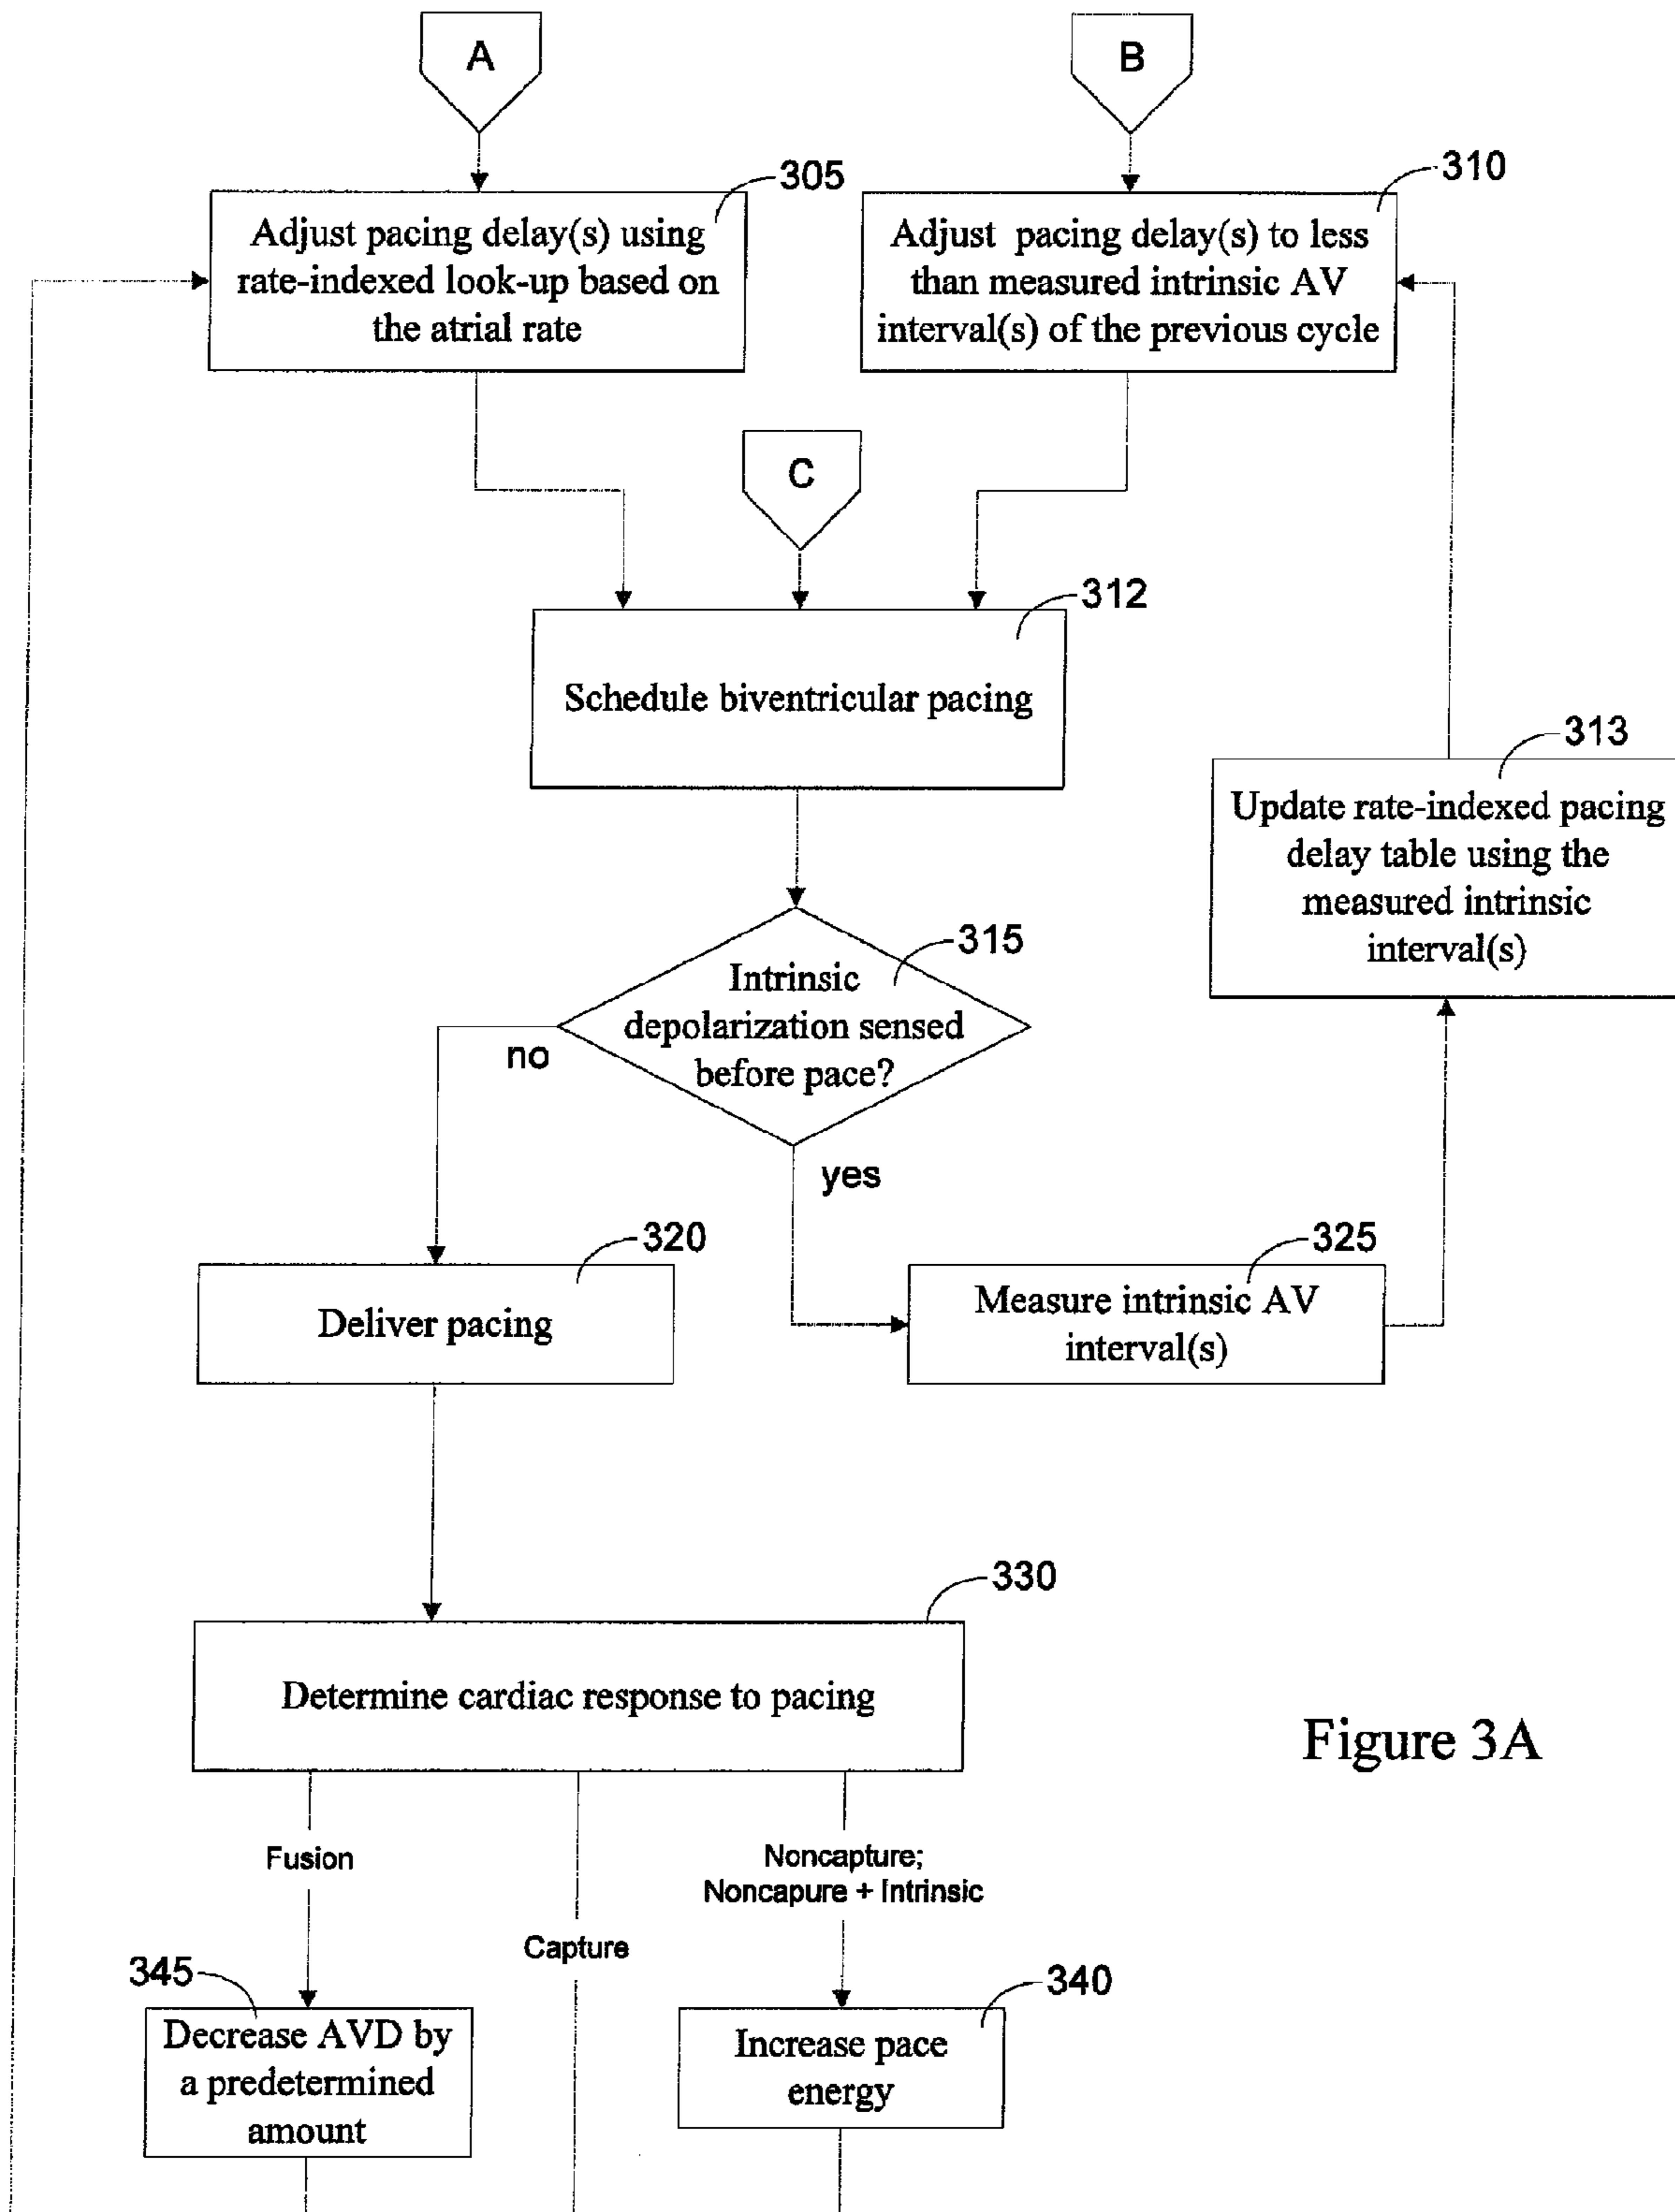 A
B
305
310
Adjust pacing delay(s) using
rate-indexed look-up based on
the atrial rate
Adjust pacing delay(s) to less
than measured intrinsic AV
interval(s) of the previous cycle
C
312
Schedule biventricular pacing
313
Update rate-indexed pacing
delay table using the
measured intrinsic
interval(s)
315
Intrinsic
depolarization sensed
before pace?
no
yes
320
Deliver pacing
325
Measure intrinsic AV
interval(s)
330
Determine cardiac response to pacing
Figure 3A
Fusion
Capture
Noncapture;
Noncapure + Intrinsic
345
Decrease AVD by
a predetermined
amount
340
Increase pace
energy